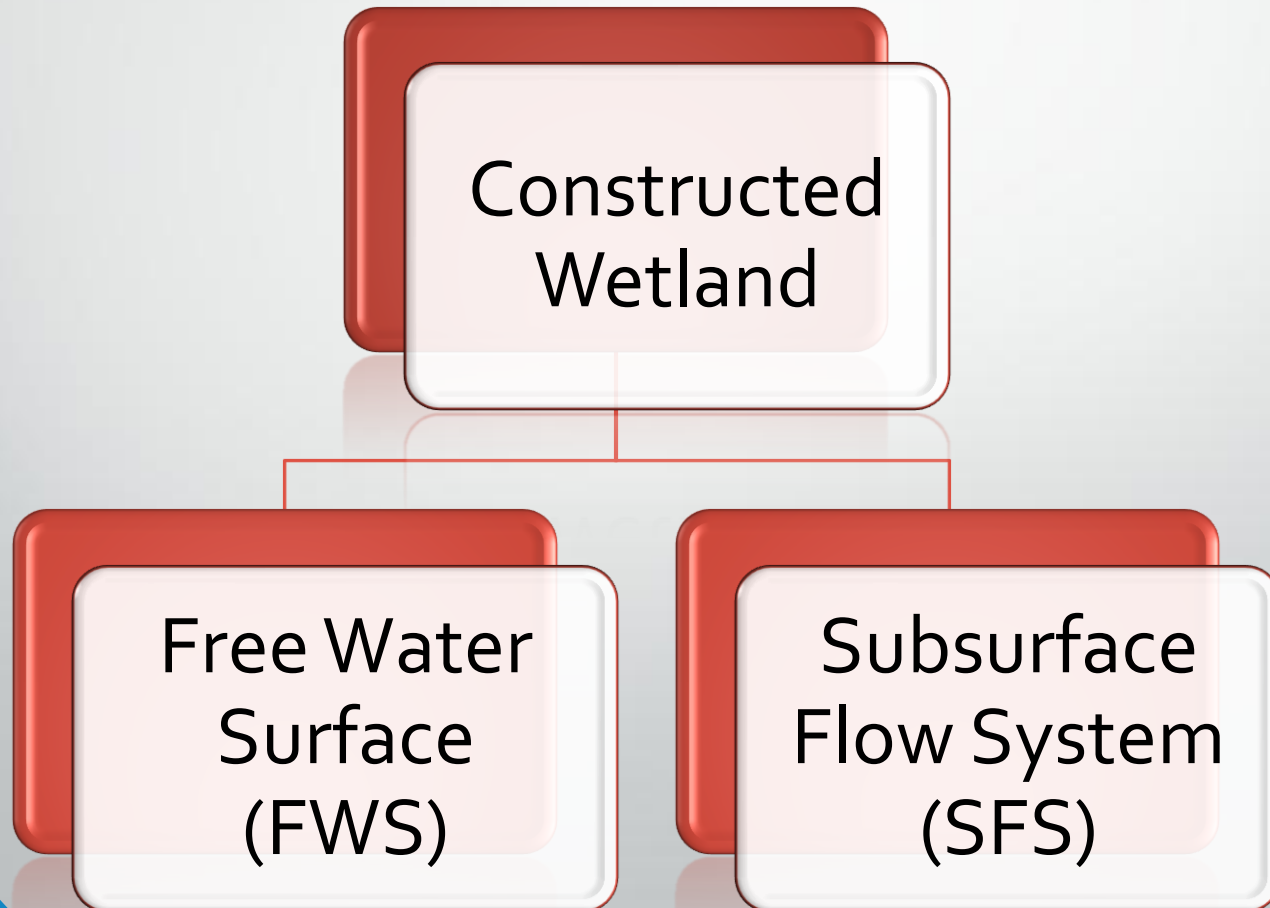 Constructed
Wetland
Free Water
Surface
(FWS)
Subsurface
Flow System
(SFS)